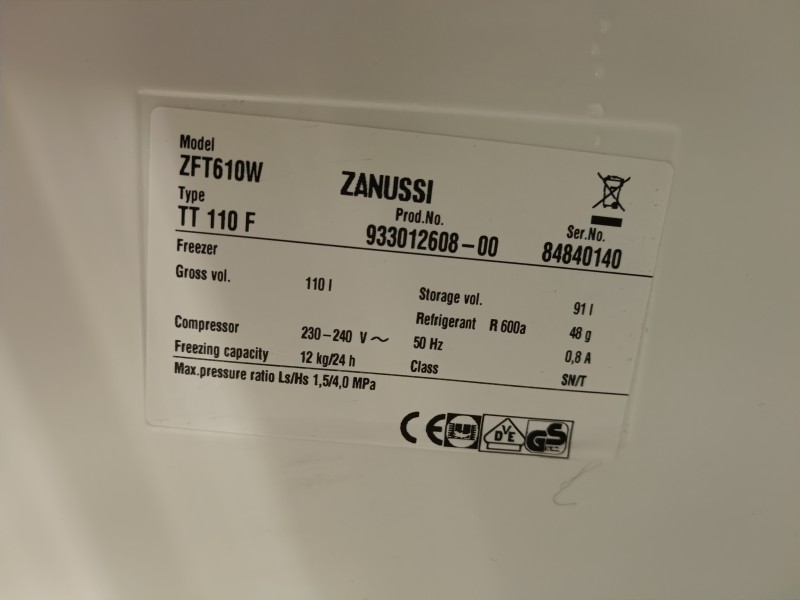 Model
ZFT610W
ZANUSSI
Type
TT 110 F
Prod.No.
933012608-00
Ser.No.
84840140
Freezer
Gross vol. 110 l
Storage vol. 91 l
Refrigerant R 600a 48 g
Compressor 230-240 V ~ 50 Hz 0,8 A
Freezing capacity 12 kg/24 h
Class SN/T
Max.pressure ratio Ls/Hs 1,5/4,0 MPa
CE DVE GS